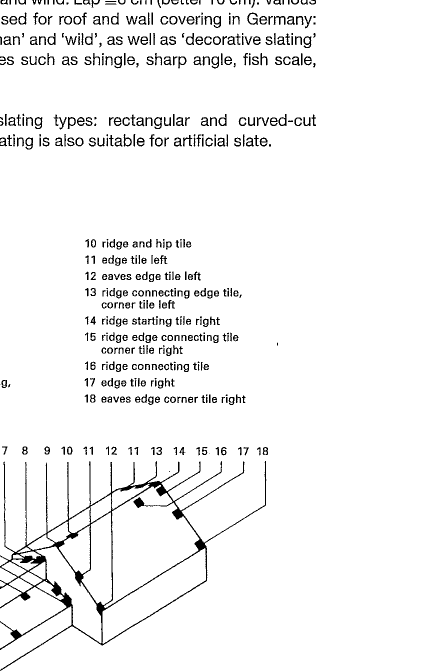 and wind. Lap ≧8 cm (better 10 cm). Various
sed for roof and wall covering in Germany:
nan' and 'wild', as well as 'decorative slating'
es such as shingle, sharp angle, fish scale,
slating types: rectangular and curved-cut
ating is also suitable for artificial slate.
10 ridge and hip tile
11 edge tile left
12 eaves edge tile left
13 ridge connecting edge tile,
corner tile left
14 ridge starting tile right
15 ridge edge connecting tile
corner tile right
16 ridge connecting tile
g, 17 edge tile right
18 eaves edge corner tile right
7 8 9 10 11 12 11 13 14 15 16 17 18